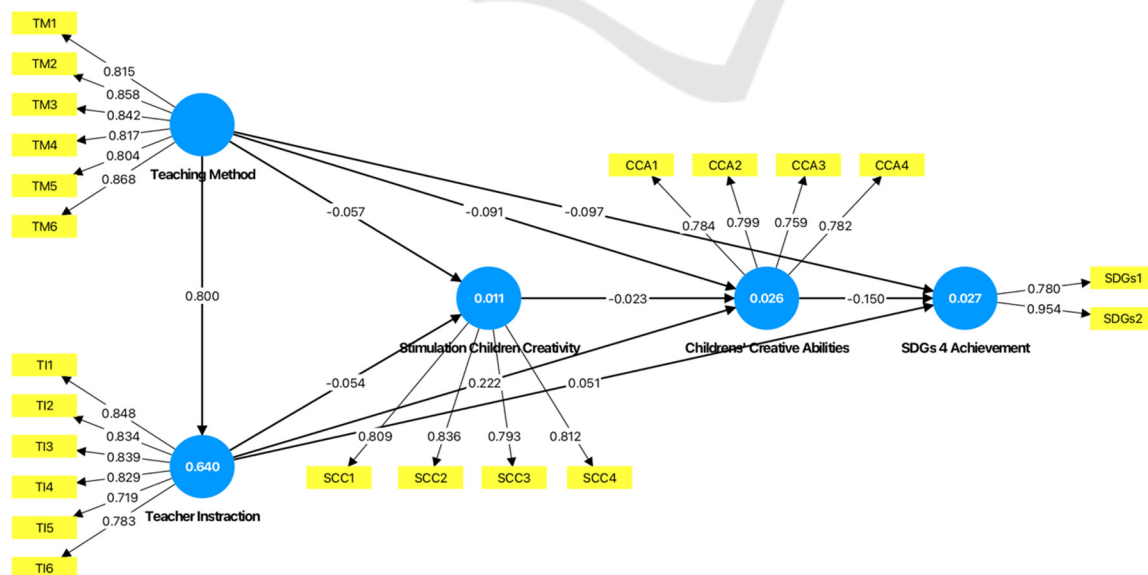 TM1
TM2
TM3
TM4
TM5
TM6
0.815
0.858
0.842
0.817
0.804
0.868
Teaching Method
CCA1
CCA2
CCA3
CCA4
-0.057
-0.091
-0.097
0.784
0.799
0.759
0.782
0.800
0.011
-0.023
0.026
-0.150
0.027
0.780
0.954
SDGs1
SDGs2
Stimulation Children Creativity
Childrens' Creative Abilities
SDGs 4 Achievement
TI1
TI2
TI3
TI4
TI5
TI6
0.848
0.834
0.839
0.829
0.719
0.783
0.640
Teacher Instraction
-0.054
0.222
0.051
0.809
0.836
0.793
0.812
SCC1
SCC2
SCC3
SCC4